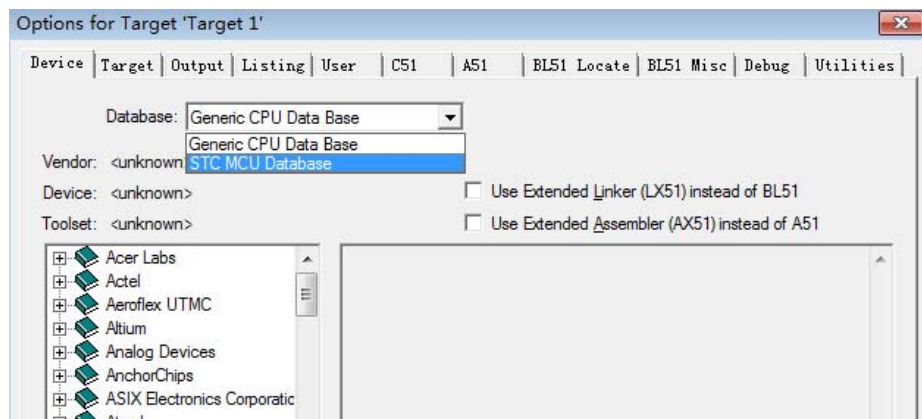 Options for Target 'Target 1'
Device Target Output Listing User C51 A51 BL51 Locate BL51 Misc Debug Utilities
Database: Generic CPU Data Base
Generic CPU Data Base
Vendor: <unknown STC MCU Database
Device: <unknown> Use Extended Linker (LX51) instead of BL51
Toolset: <unknown> Use Extended Assembler (AX51) instead of A51
Acer Labs
Actel
Aeroflex UTMC
Altium
Analog Devices
AnchorChips
ASIX Electronics Corporatic